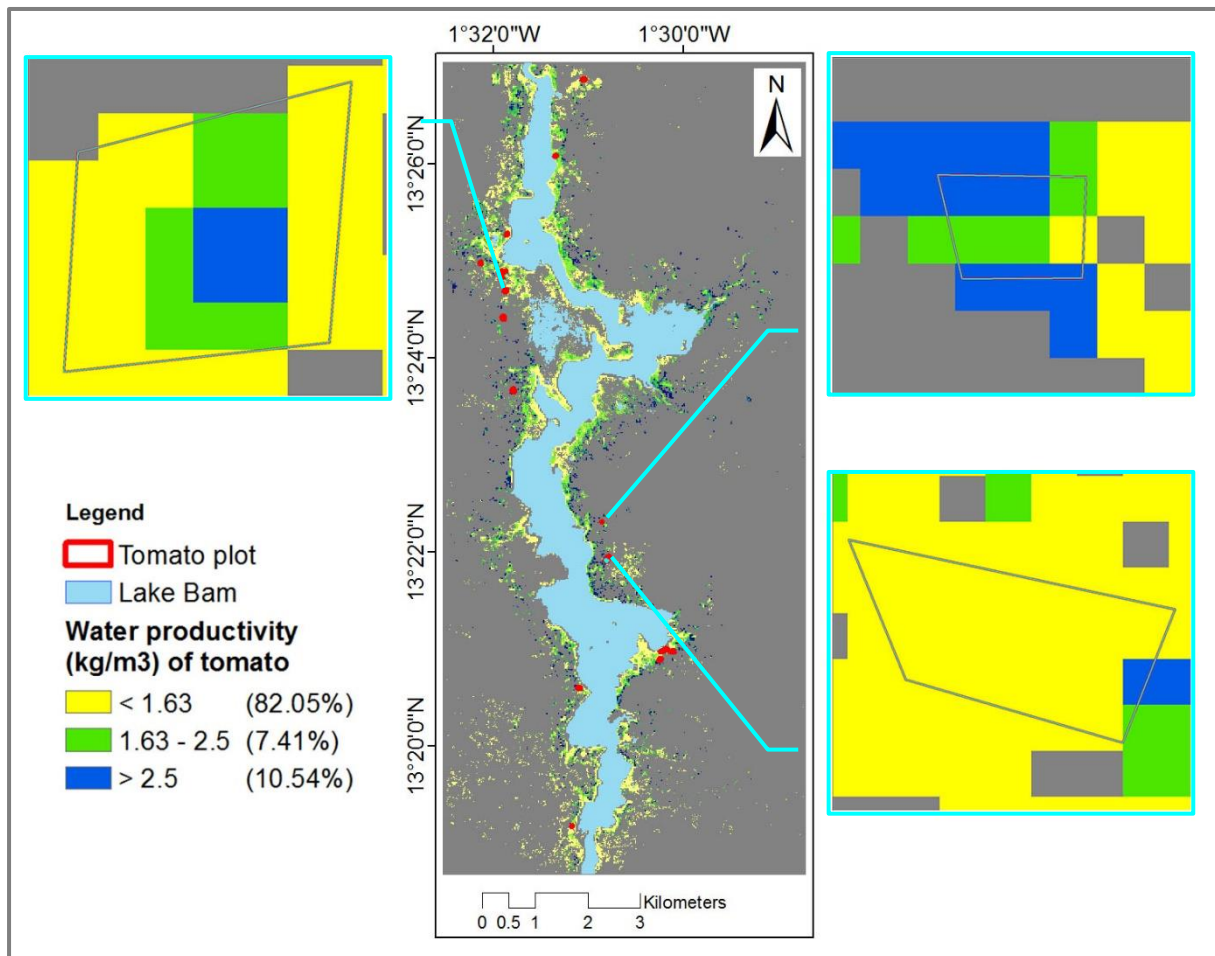 1°32'0"W 1°30'0"W
N
13°26'0"N
13°24'0"N
13°22'0"N
13°20'0"N
Legend
Tomato plot
Lake Bam
Water productivity
(kg/m3) of tomato
< 1.63 (82.05%)
1.63 - 2.5 (7.41%)
> 2.5 (10.54%)
Kilometers
0 0.5 1 2 3